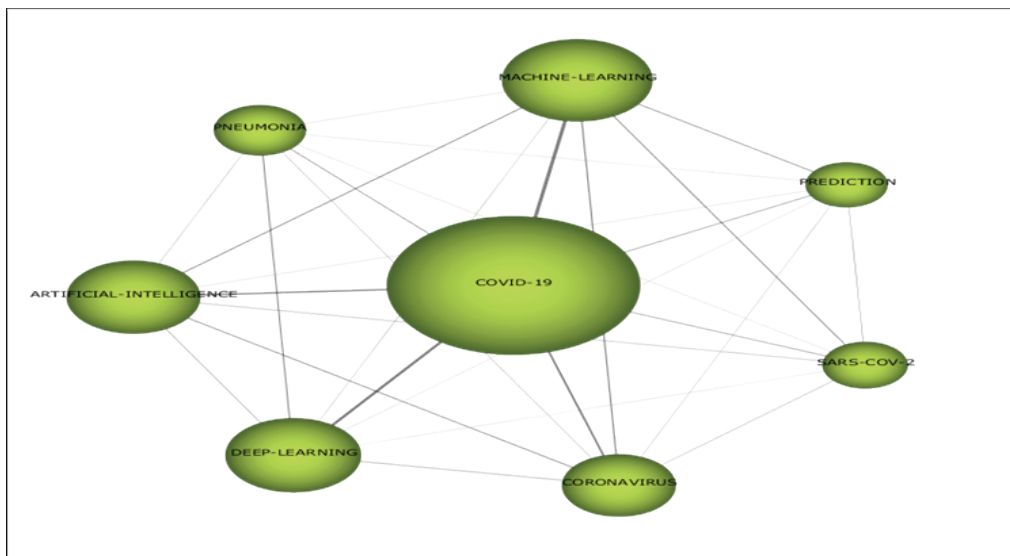 MACHINE-LEARNING
PNEUMONIA
PREDICTION
COVID-19
ARTIFICIAL-INTELLIGENCE
SARS-COV-2
DEEP-LEARNING
CORONAVIRUS